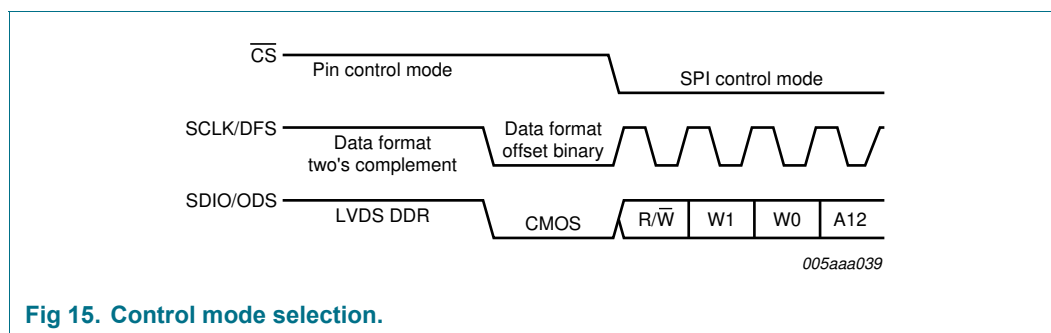 CS
Pin control mode
SPI control mode
SCLK/DFS
Data format
two's complement
Data format
offset binary
SDIO/ODS
LVDS DDR
CMOS
R/W
W1
W0
A12
005aaa039
Fig 15. Control mode selection.